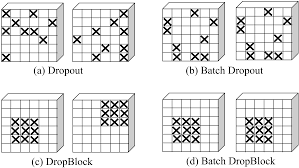 (a) Dropout
(b) Batch Dropout
(c) DropBlock
(d) Batch DropBlock